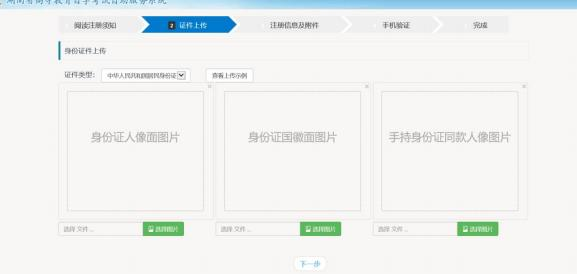 湖南省高等教育自学考试自助服务系统
阅读注册须知
2 证件上传
注册信息及附件
手机验证
完成
身份证件上传
证件类型: 中华人民共和国居民身份证 查看上传示例
身份证人像面图片
身份证国徽面图片
手持身份证同款人像图片
选择 文件 ... 选择图片
选择 文件 ... 选择图片
选择 文件 ... 选择图片
下一步